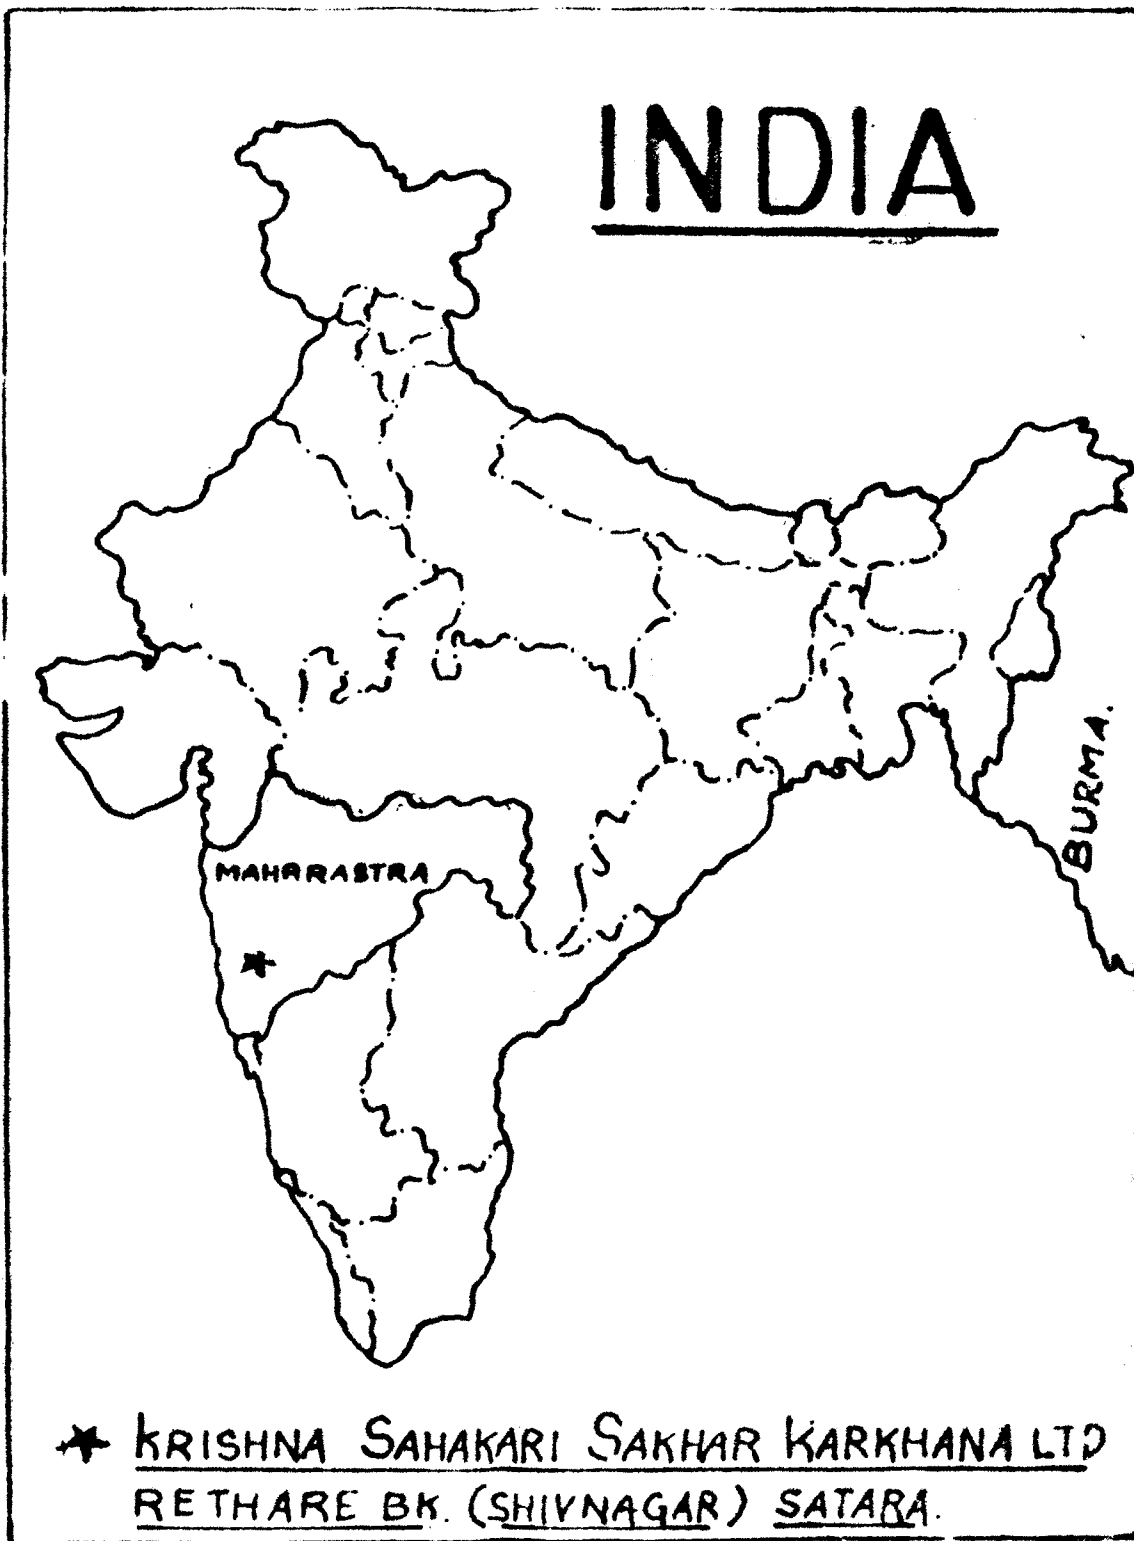 INDIA
MAHARASTRA
BURMA.
KRISHNA SAHAKARI SAKHAR KARKHANA LTD
RETHARE BK. (SHIVNAGAR) SATARA.